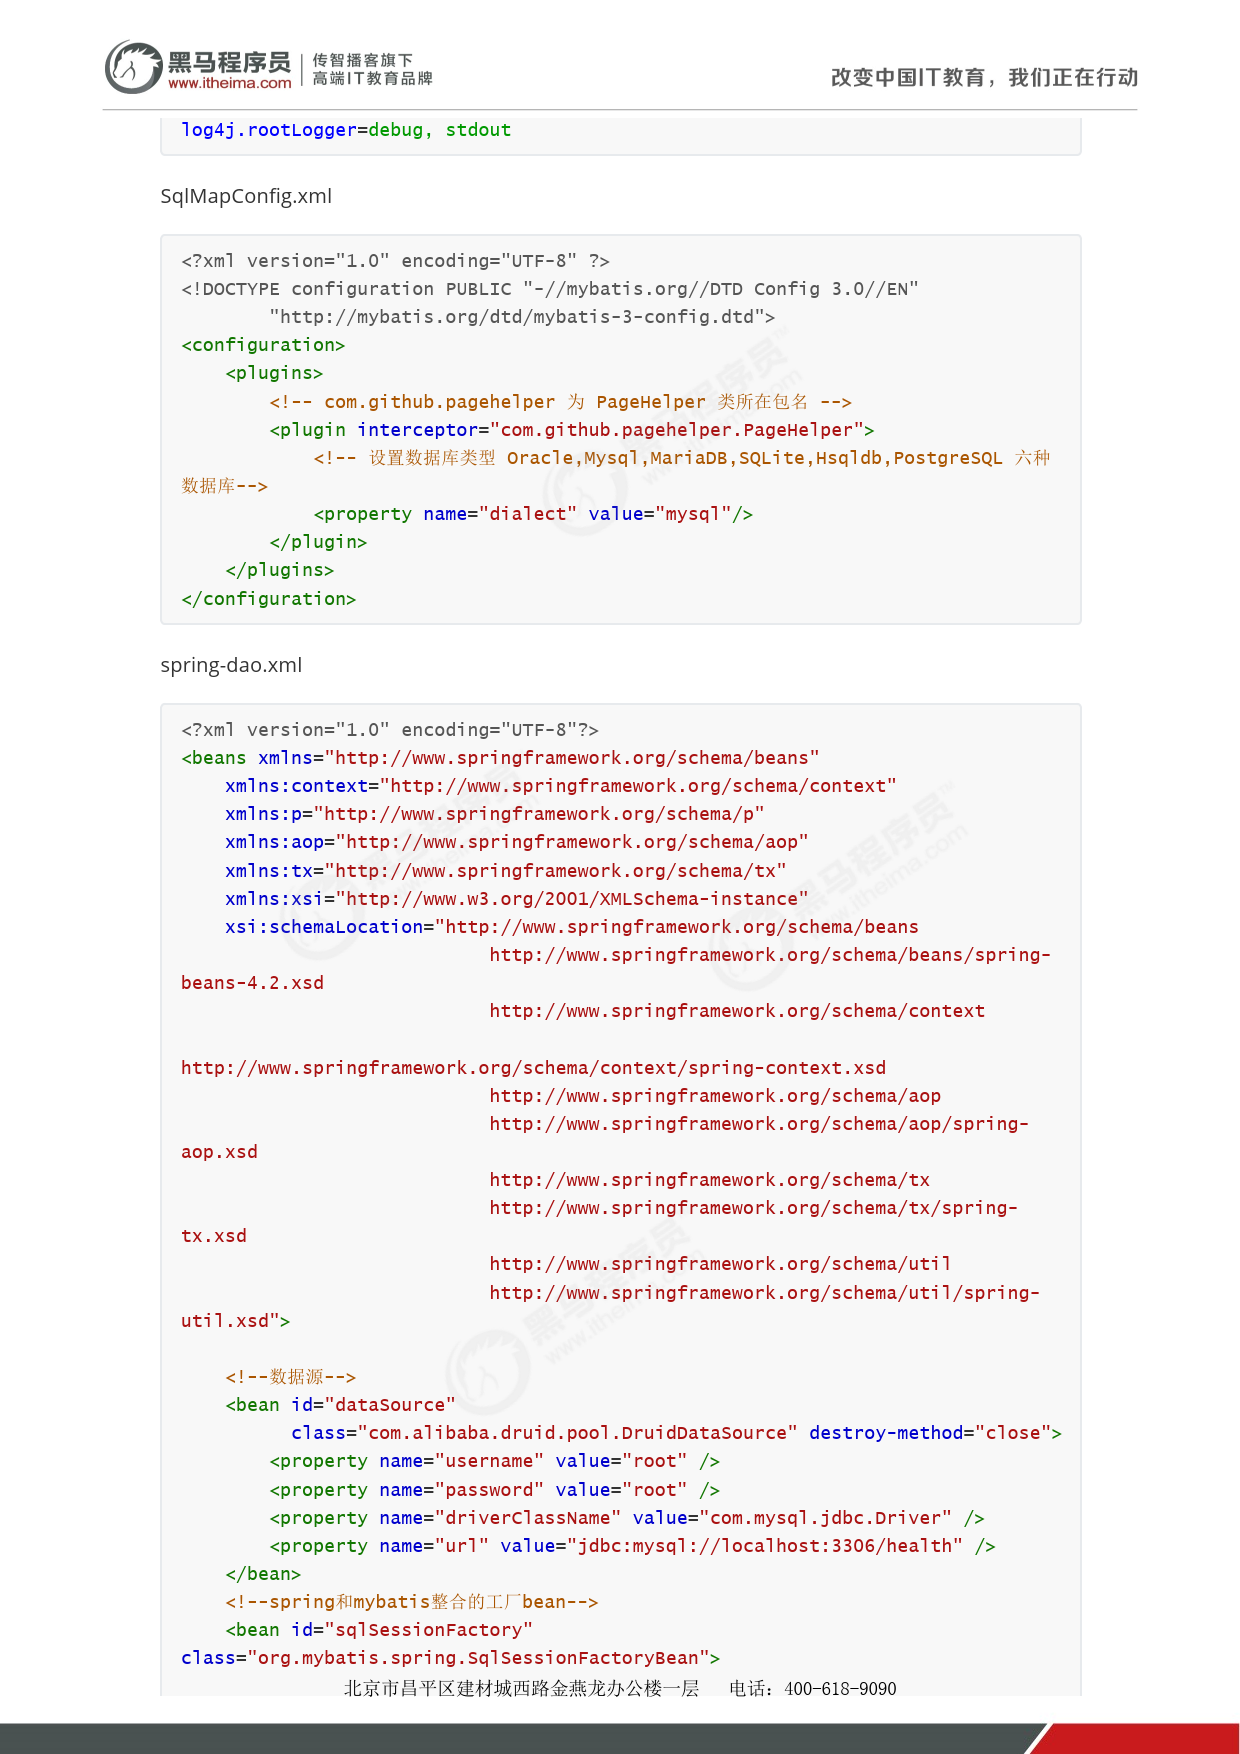 黑马程序员 传智播客旗下
www.itheima.com 高端IT教育品牌
改变中国IT教育，我们正在行动
log4j.rootLogger=debug, stdout
SqlMapConfig.xml
<?xml version="1.0" encoding="UTF-8" ?>
<!DOCTYPE configuration PUBLIC "-//mybatis.org//DTD Config 3.0//EN"
        "http://mybatis.org/dtd/mybatis-3-config.dtd">
<configuration>
    <plugins>
        <!-- com.github.pagehelper 为 PageHelper 类所在包名 -->
        <plugin interceptor="com.github.pagehelper.PageHelper">
            <!-- 设置数据库类型 Oracle,Mysql,MariaDB,SQLite,Hsqldb,PostgreSQL 六种
数据库-->
            <property name="dialect" value="mysql"/>
        </plugin>
    </plugins>
</configuration>
spring-dao.xml
<?xml version="1.0" encoding="UTF-8"?>
<beans xmlns="http://www.springframework.org/schema/beans"
    xmlns:context="http://www.springframework.org/schema/context"
    xmlns:p="http://www.springframework.org/schema/p"
    xmlns:aop="http://www.springframework.org/schema/aop"
    xmlns:tx="http://www.springframework.org/schema/tx"
    xmlns:xsi="http://www.w3.org/2001/XMLSchema-instance"
    xsi:schemaLocation="http://www.springframework.org/schema/beans
                            http://www.springframework.org/schema/beans/spring-
beans-4.2.xsd
                            http://www.springframework.org/schema/context
http://www.springframework.org/schema/context/spring-context.xsd
                            http://www.springframework.org/schema/aop
                            http://www.springframework.org/schema/aop/spring-
aop.xsd
                            http://www.springframework.org/schema/tx
                            http://www.springframework.org/schema/tx/spring-
tx.xsd
                            http://www.springframework.org/schema/util
                            http://www.springframework.org/schema/util/spring-
util.xsd">
    <!--数据源-->
    <bean id="dataSource"
          class="com.alibaba.druid.pool.DruidDataSource" destroy-method="close">
        <property name="username" value="root" />
        <property name="password" value="root" />
        <property name="driverClassName" value="com.mysql.jdbc.Driver" />
        <property name="url" value="jdbc:mysql://localhost:3306/health" />
    </bean>
    <!--spring和mybatis整合的工厂bean-->
    <bean id="sqlSessionFactory"
class="org.mybatis.spring.SqlSessionFactoryBean">
北京市昌平区建材城西路金燕龙办公楼一层   电话：400-618-9090